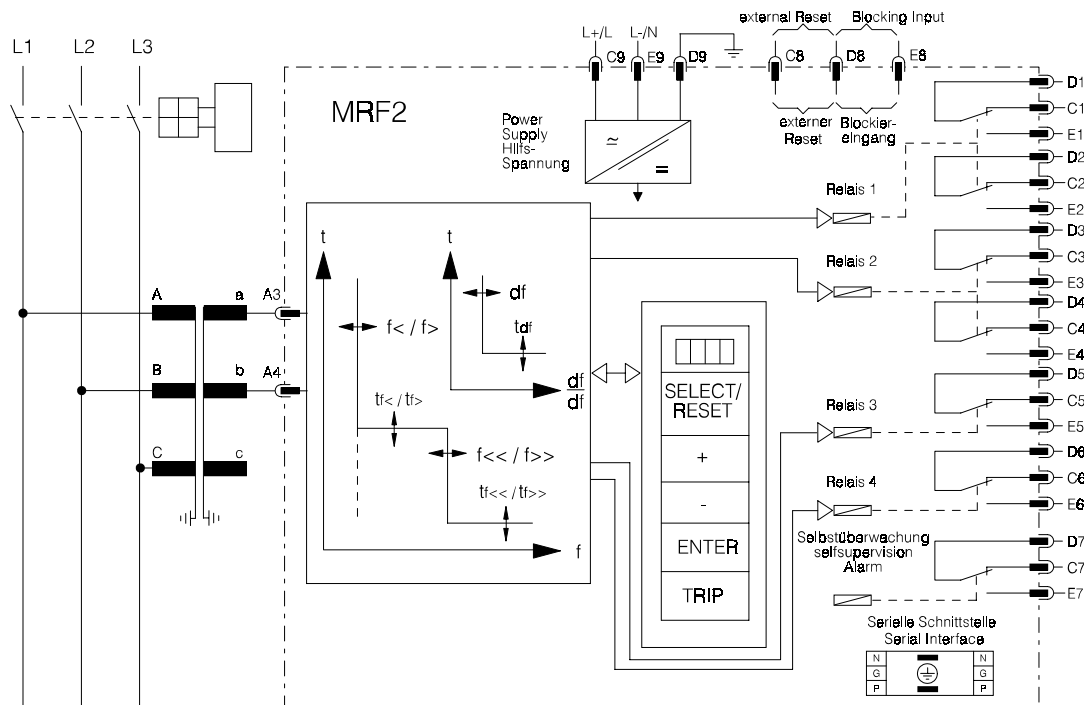 external Reset Blocking Input
L+/L L-/N
L1 L2 L3
C9 E9 D9 C8 D8 E8
MRF2
Power
Supply
Hilfs-
Spannung
≃
=
externer
Reset
Blockier-
eingang
D1
C1
E1
D2
C2
E2
D3
C3
E3
D4
C4
E4
D5
C5
E5
D6
C6
E6
D7
C7
E7
Relais 1
Relais 2
Relais 3
Relais 4
Selbstüberwachung
selfsupervision
Alarm
A a A3
B b A4
C c
t
f< / f>
tf< / tf>
f<< / f>>
tf<< / tf>>
f
t
df
tdf
df
df
SELECT/
RESET
+
-
ENTER
TRIP
Serielle Schnittstelle
Serial Interface
N N
G G
P P